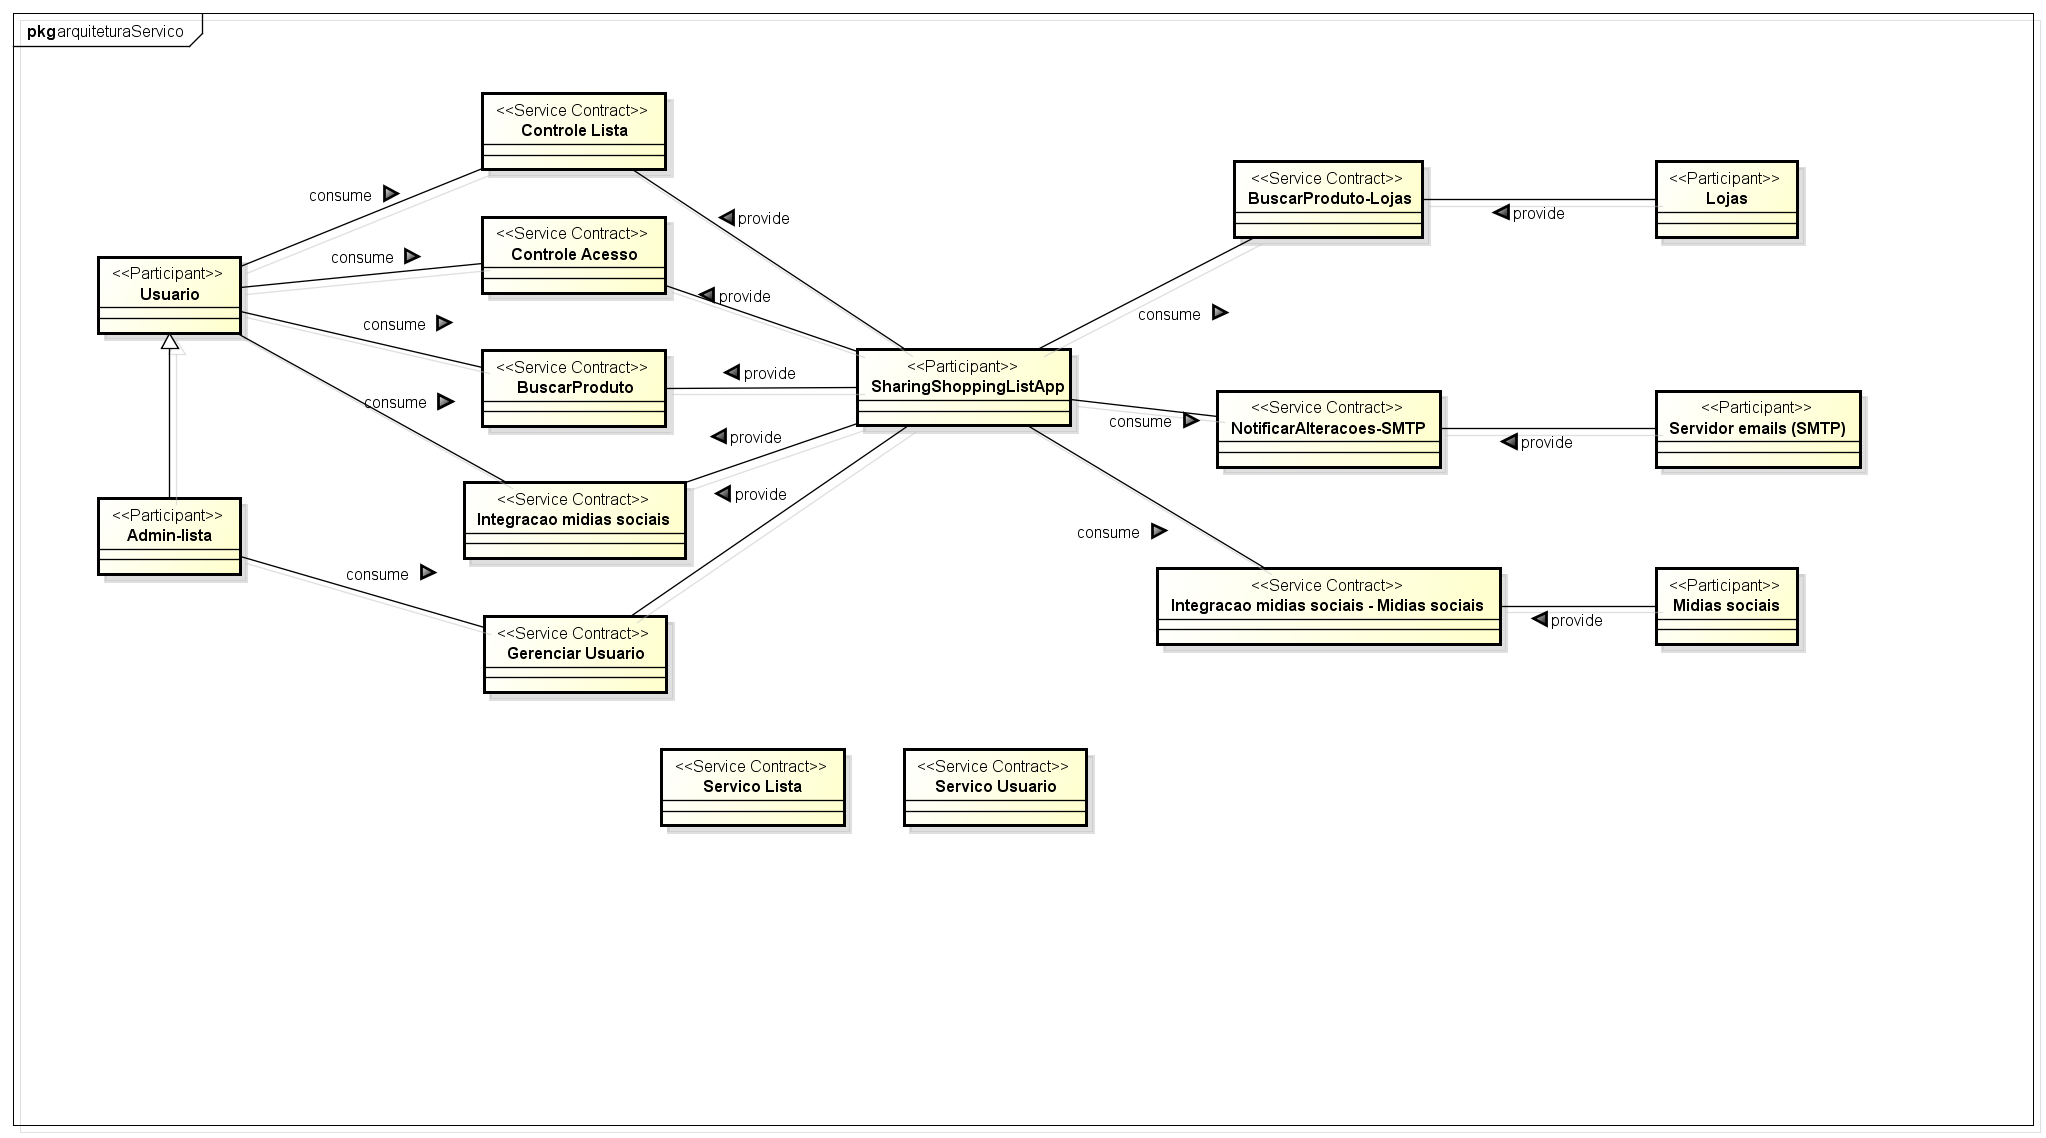 pkg arquiteturaServico
<<Service Contract>>
Controle Lista
consume
provide
<<Service Contract>>
BuscarProduto-Lojas
provide
<<Participant>>
Lojas
<<Service Contract>>
Controle Acesso
consume
provide
<<Participant>>
Usuario
consume
consume
<<Service Contract>>
BuscarProduto
provide
<<Participant>>
SharingShoppingListApp
consume
consume
<<Service Contract>>
NotificarAlteracoes-SMTP
provide
<<Participant>>
Servidor emails (SMTP)
provide
provide
<<Service Contract>>
Integracao midias sociais
<<Participant>>
Admin-lista
consume
consume
<<Service Contract>>
Integracao midias sociais - Midias sociais
provide
<<Participant>>
Midias sociais
<<Service Contract>>
Gerenciar Usuario
<<Service Contract>>
Servico Lista
<<Service Contract>>
Servico Usuario